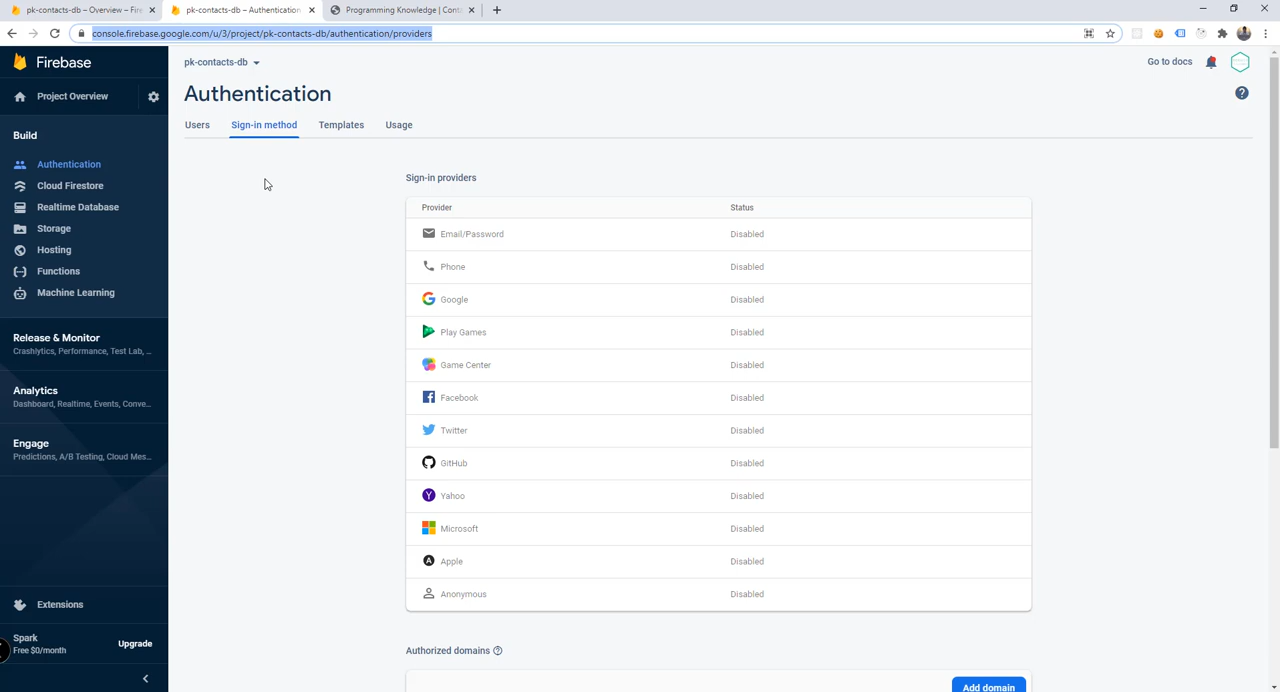 pk-contacts-db – Overview – Fire
pk-contacts-db – Authentication
Programming Knowledge | Conta
console.firebase.google.com/u/3/project/pk-contacts-db/authentication/providers
Firebase
pk-contacts-db
Go to docs
Project Overview
Authentication
Users
Sign-in method
Templates
Usage
Build
Authentication
Cloud Firestore
Realtime Database
Storage
Hosting
Functions
Machine Learning
Release & Monitor
Crashlytics, Performance, Test Lab, ...
Analytics
Dashboard, Realtime, Events, Conve...
Engage
Predictions, A/B Testing, Cloud Mes...
Extensions
Spark
Free $0/month
Upgrade
Sign-in providers
Provider Status
Email/Password Disabled
Phone Disabled
Google Disabled
Play Games Disabled
Game Center Disabled
Facebook Disabled
Twitter Disabled
GitHub Disabled
Yahoo Disabled
Microsoft Disabled
Apple Disabled
Anonymous Disabled
Authorized domains
Add domain